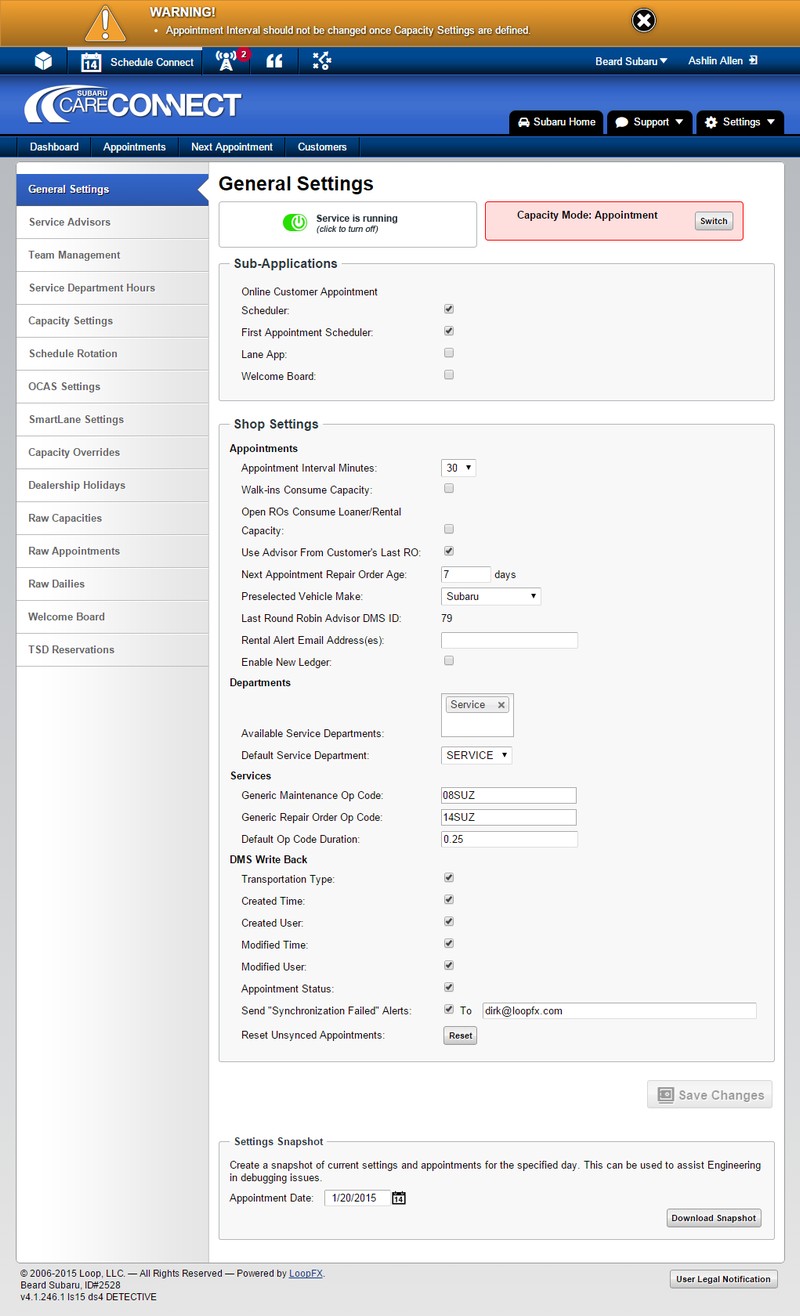 WARNING!
• Appointment Interval should not be changed once Capacity Settings are defined.
14 Schedule Connect 2 Beard Subaru Ashlin Allen
SUBARU
CARECONNECT
Subaru Home Support Settings
Dashboard Appointments Next Appointment Customers
General Settings
Service Advisors
Team Management
Service Department Hours
Capacity Settings
Schedule Rotation
OCAS Settings
SmartLane Settings
Capacity Overrides
Dealership Holidays
Raw Capacities
Raw Appointments
Raw Dailies
Welcome Board
TSD Reservations
General Settings
Service is running
(click to turn off)
Capacity Mode: Appointment Switch
Sub-Applications
Online Customer Appointment
Scheduler:
First Appointment Scheduler:
Lane App:
Welcome Board:
Shop Settings
Appointments
Appointment Interval Minutes: 30
Walk-ins Consume Capacity:
Open ROs Consume Loaner/Rental
Capacity:
Use Advisor From Customer's Last RO:
Next Appointment Repair Order Age: 7 days
Preselected Vehicle Make: Subaru
Last Round Robin Advisor DMS ID: 79
Rental Alert Email Address(es):
Enable New Ledger:
Departments
Service
Available Service Departments:
Default Service Department: SERVICE
Services
Generic Maintenance Op Code: 08SUZ
Generic Repair Order Op Code: 14SUZ
Default Op Code Duration: 0.25
DMS Write Back
Transportation Type:
Created Time:
Created User:
Modified Time:
Modified User:
Appointment Status:
Send "Synchronization Failed" Alerts: To dirk@loopfx.com
Reset Unsynced Appointments: Reset
Save Changes
Settings Snapshot
Create a snapshot of current settings and appointments for the specified day. This can be used to assist Engineering
in debugging issues.
Appointment Date: 1/20/2015 14
Download Snapshot
© 2006-2015 Loop, LLC. — All Rights Reserved — Powered by LoopFX.
Beard Subaru, ID#2528
v4.1.246.1 ls15 ds4 DETECTIVE
User Legal Notification